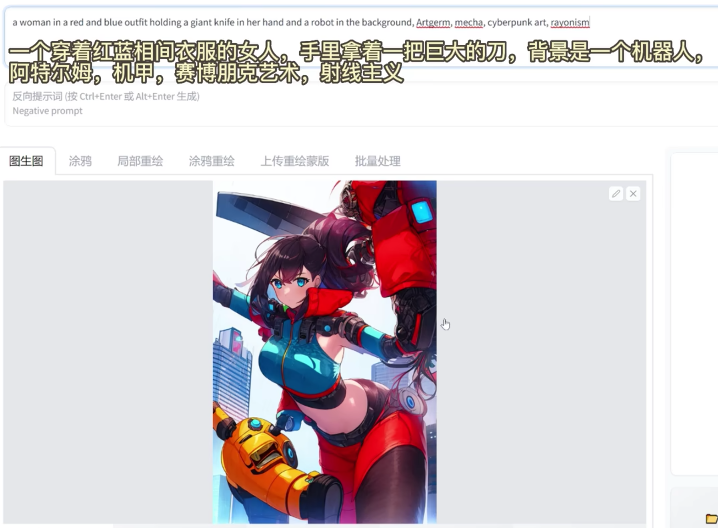 a woman in a red and blue outfit holding a giant knife in her hand and a robot in the background, Artgerm, mecha, cyberpunk art, rayonism
一个穿着红蓝相间衣服的女人，手里拿着一把巨大的刀，背景是一个机器人，
阿特尔姆，机甲，赛博朋克艺术，射线主义
反向提示词 (按 Ctrl+Enter 或 Alt+Enter 生成)
Negative prompt
图生图 涂鸦 局部重绘 涂鸦重绘 上传重绘蒙版 批量处理